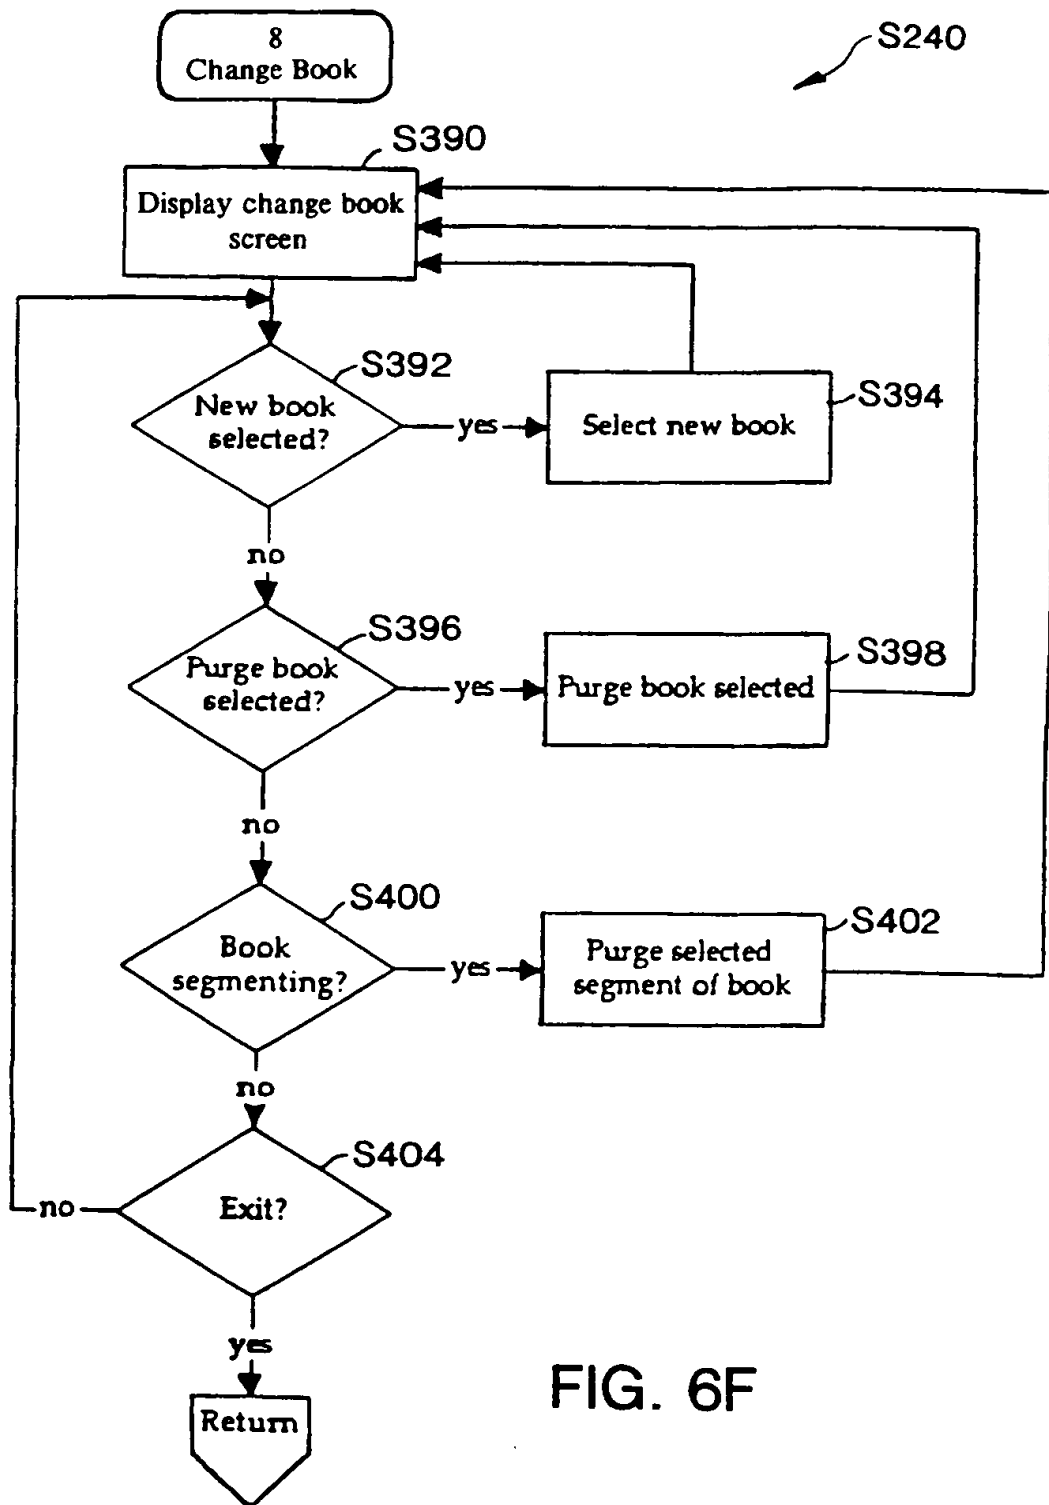 8
Change Book
S240
S390
Display change book
screen
S392
New book
selected?
yes
S394
Select new book
no
S396
Purge book
selected?
yes
S398
Purge book selected
no
S400
Book
segmenting?
yes
S402
Purge selected
segment of book
no
S404
Exit?
no
yes
Return
FIG. 6F